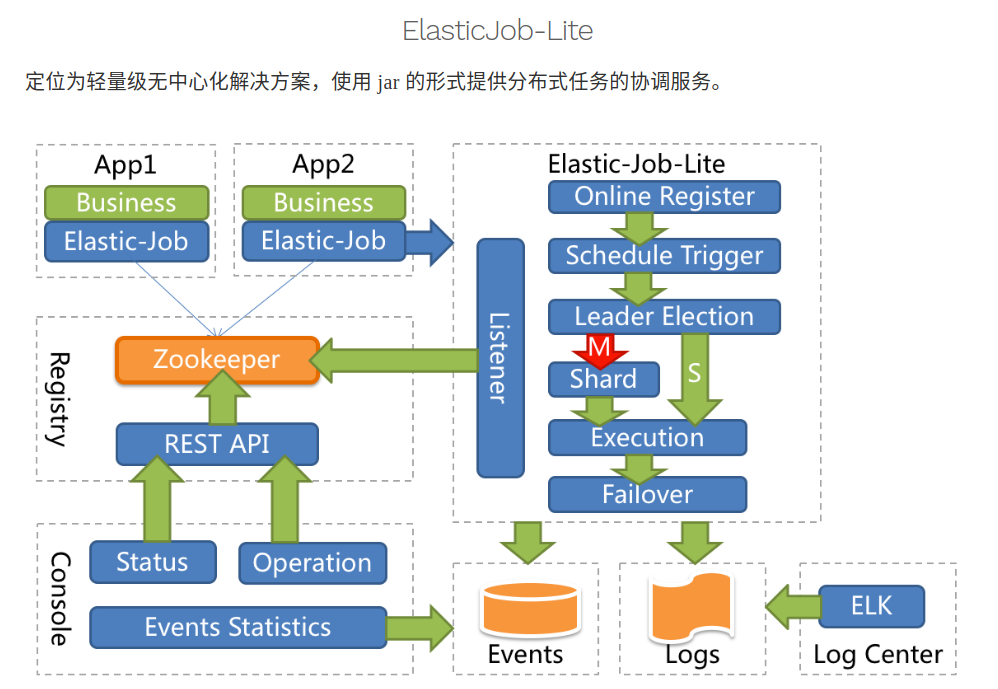 ElasticJob-Lite
定位为轻量级无中心化解决方案，使用 jar 的形式提供分布式任务的协调服务。
App1
Business
Elastic-Job
App2
Business
Elastic-Job
Elastic-Job-Lite
Online Register
Schedule Trigger
Leader Election
M
S
Shard
Execution
Failover
Listener
Registry
Zookeeper
REST API
Console
Status
Operation
Events Statistics
Events
Logs
ELK
Log Center